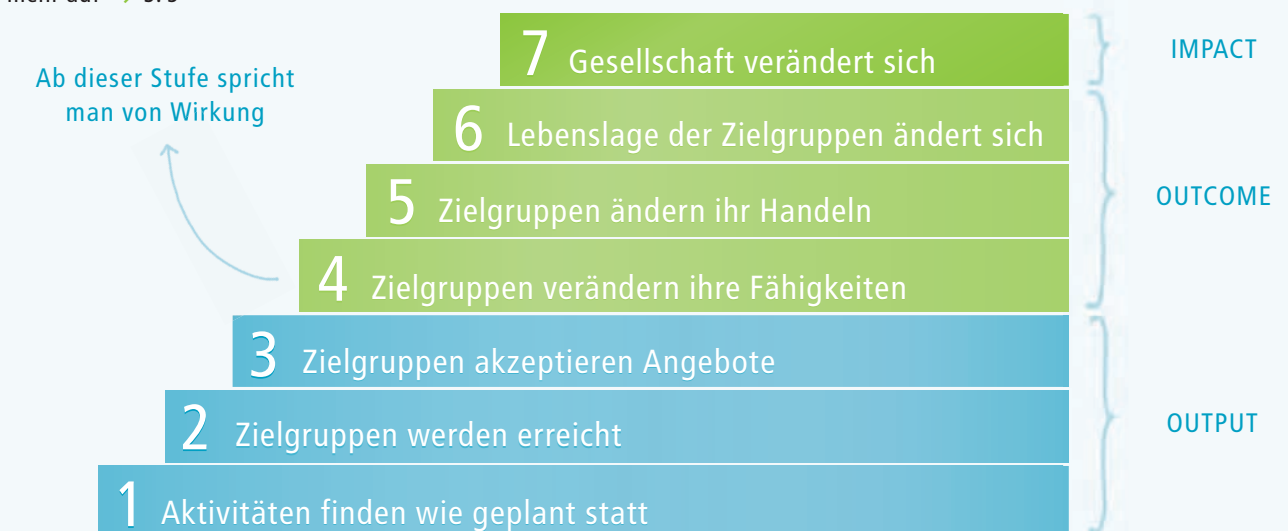 7 Gesellschaft verändert sich
IMPACT
Ab dieser Stufe spricht
man von Wirkung
6 Lebenslage der Zielgruppen ändert sich
5 Zielgruppen ändern ihr Handeln
OUTCOME
4 Zielgruppen verändern ihre Fähigkeiten
3 Zielgruppen akzeptieren Angebote
2 Zielgruppen werden erreicht
OUTPUT
1 Aktivitäten finden wie geplant statt